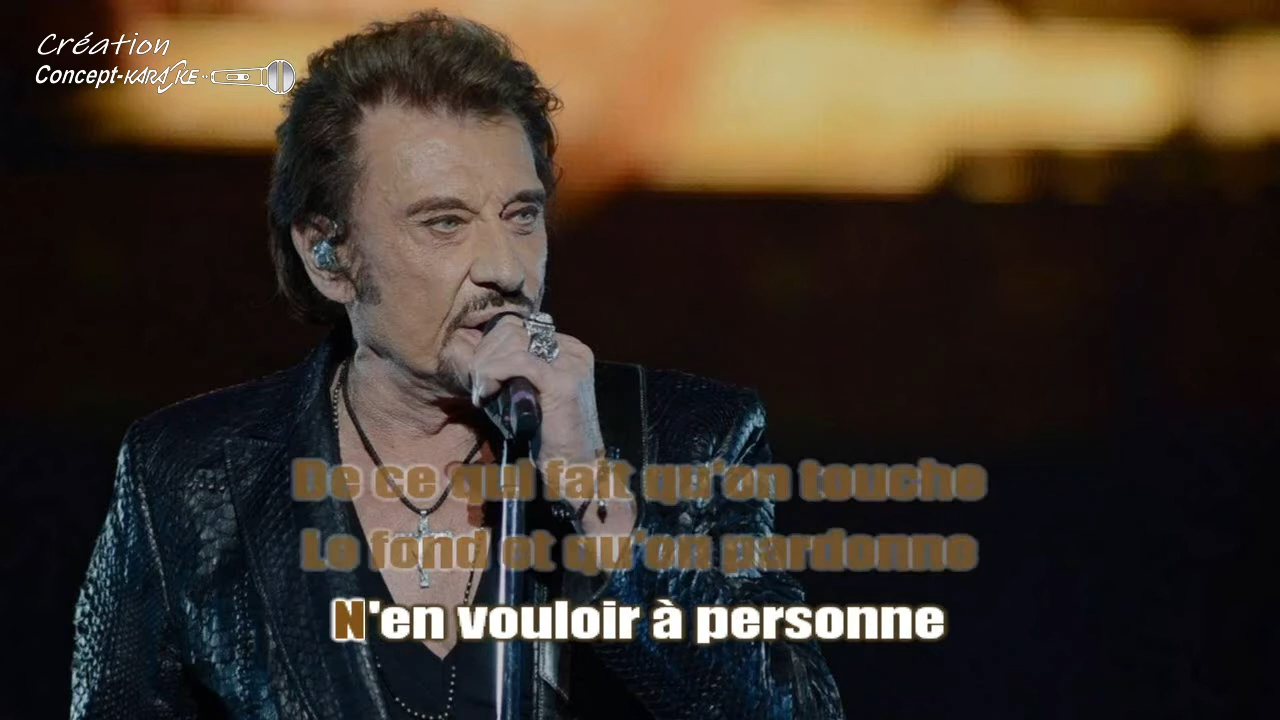 Création
Concept-KARAOKE
De ce qui fait qu'on touche
Le fond et qu'on pardonne
N'en vouloir à personne